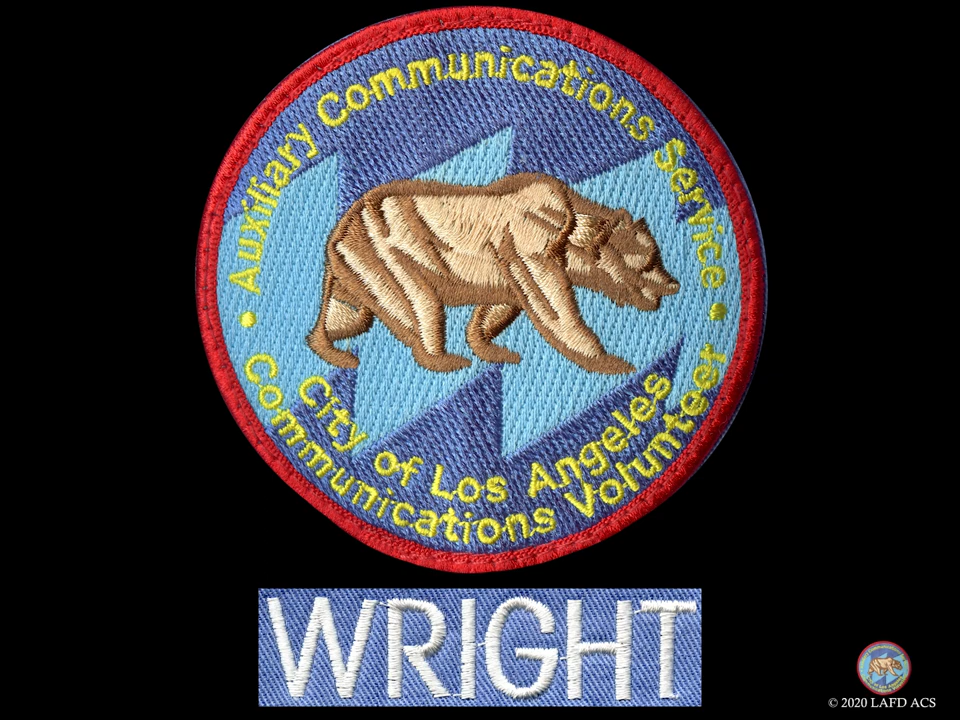 Auxiliary Communications Service
City of Los Angeles
Communications Volunteer
WRIGHT
© 2020 LAFD ACS